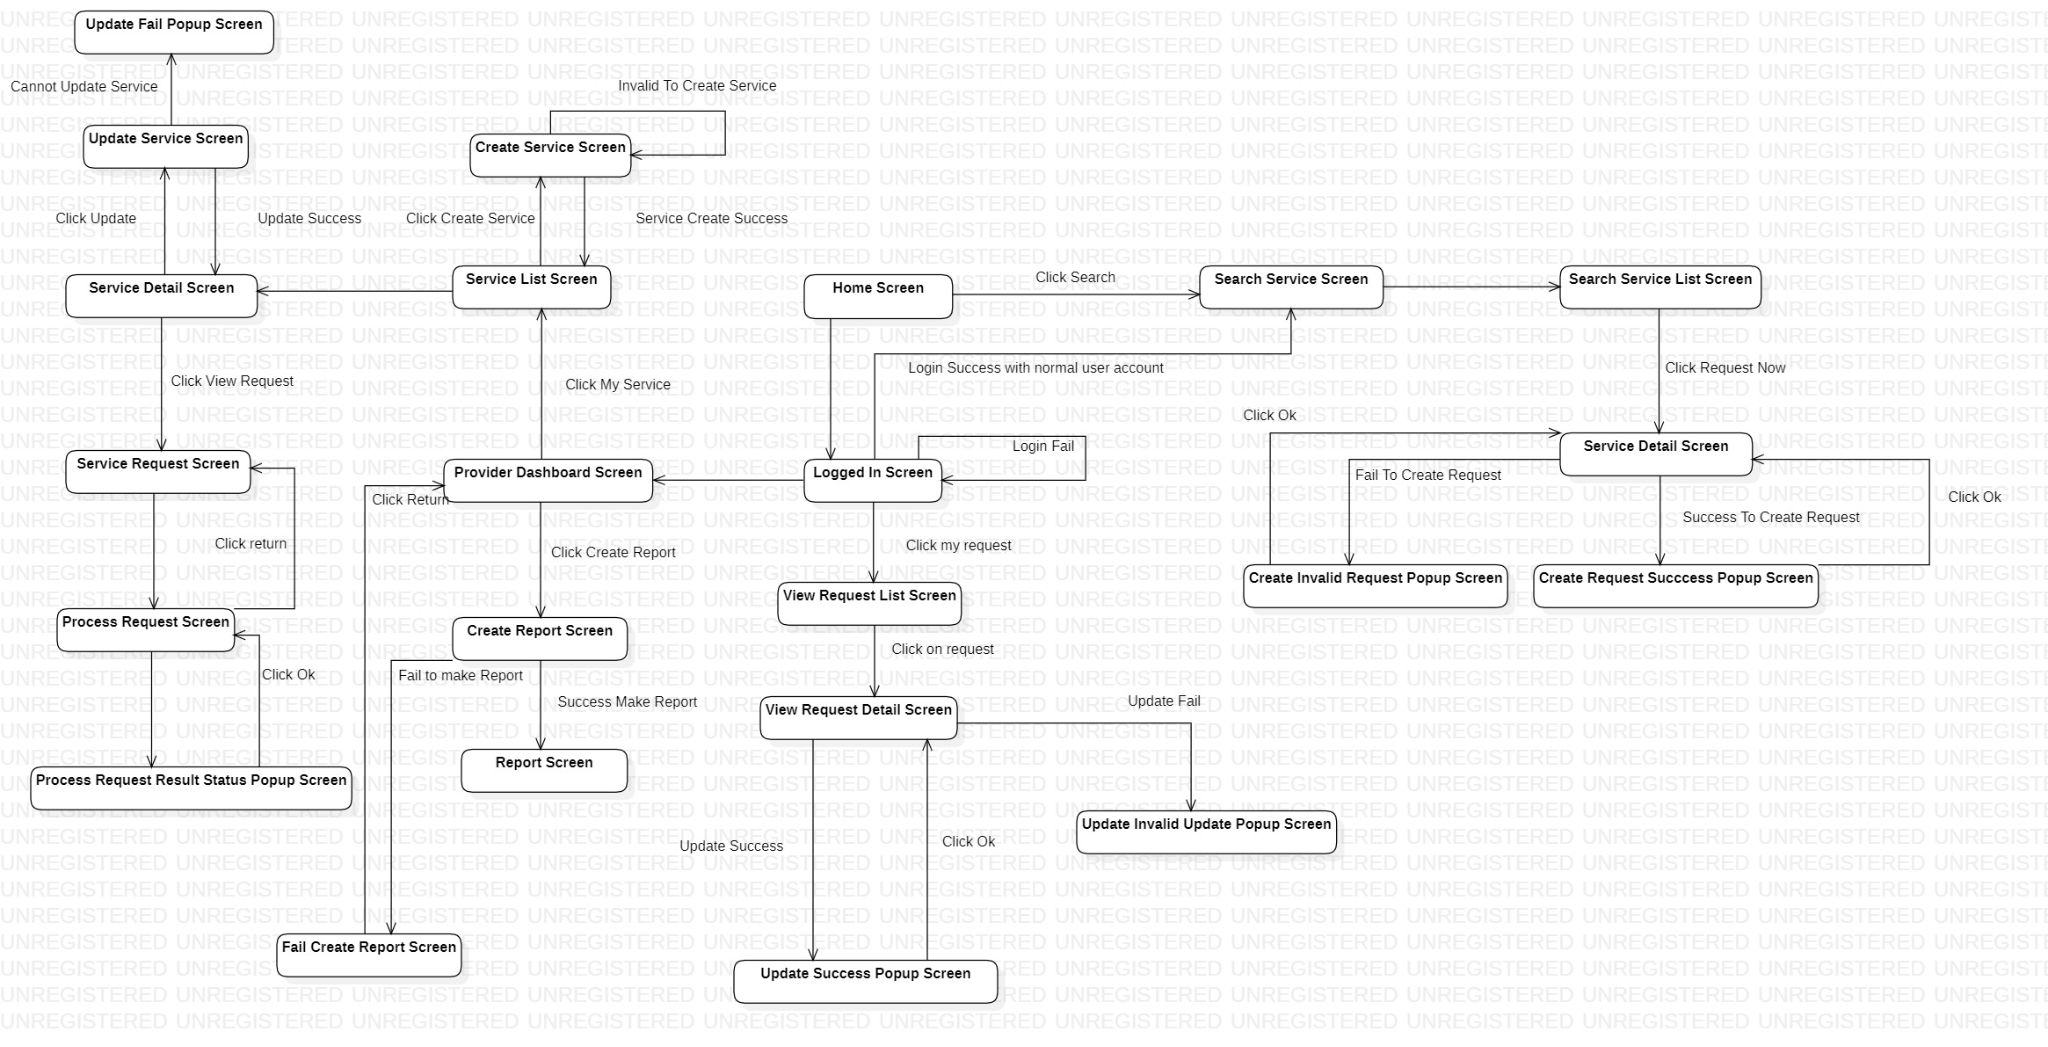 Update Fail Popup Screen
Cannot Update Service
Invalid To Create Service
Update Service Screen
Create Service Screen
Click Update
Update Success
Click Create Service
Service Create Success
Service Detail Screen
Service List Screen
Home Screen
Click Search
Search Service Screen
Search Service List Screen
Click View Request
Click My Service
Login Success with normal user account
Click Request Now
Click Ok
Login Fail
Service Detail Screen
Service Request Screen
Provider Dashboard Screen
Logged In Screen
Fail To Create Request
Click Return
Click Ok
Success To Create Request
Click return
Click Create Report
Click my request
Create Invalid Request Popup Screen
Create Request Succcess Popup Screen
View Request List Screen
Process Request Screen
Create Report Screen
Click on request
Click Ok
Fail to make Report
Success Make Report
View Request Detail Screen
Update Fail
Report Screen
Process Request Result Status Popup Screen
Update Invalid Update Popup Screen
Update Success
Click Ok
Fail Create Report Screen
Update Success Popup Screen
UNREGISTERED